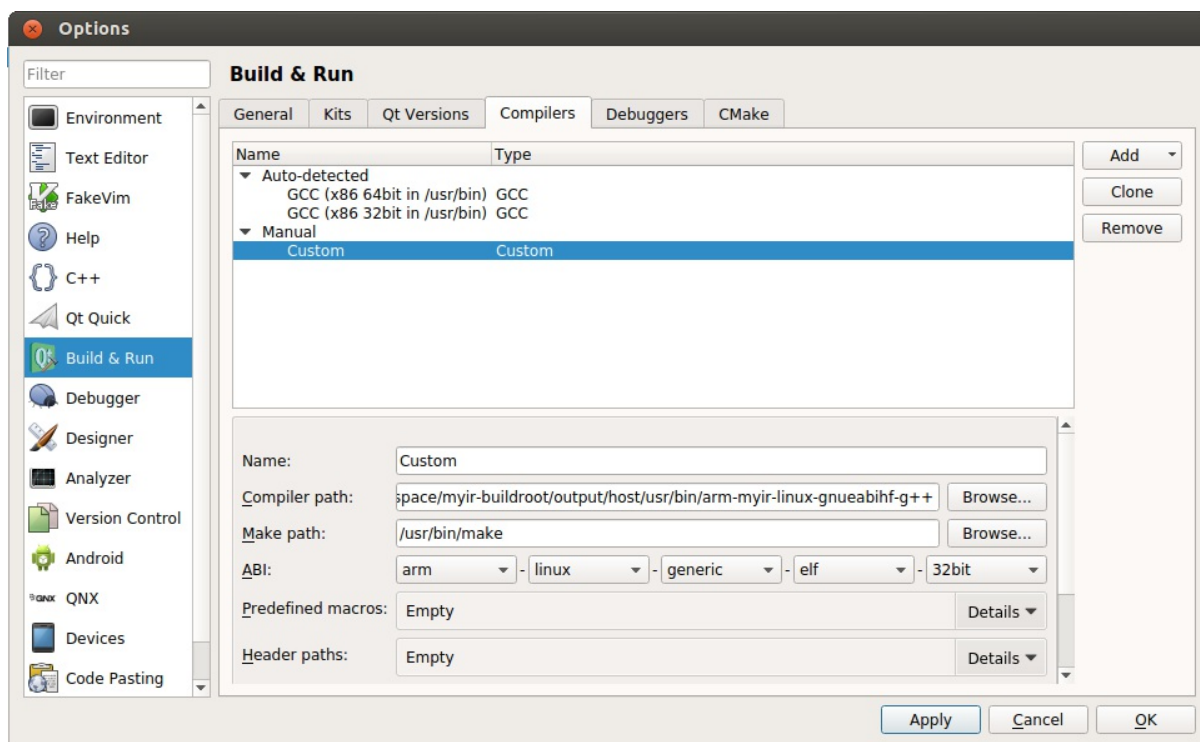 Options
Filter
Environment
Text Editor
FakeVim
Help
C++
Qt Quick
Build & Run
Debugger
Designer
Analyzer
Version Control
Android
QNX
Devices
Code Pasting
Build & Run
General Kits Qt Versions Compilers Debuggers CMake
Name Type
Auto-detected
GCC (x86 64bit in /usr/bin) GCC
GCC (x86 32bit in /usr/bin) GCC
Manual
Custom Custom
Add
Clone
Remove
Name: Custom
Compiler path: space/myir-buildroot/output/host/usr/bin/arm-myir-linux-gnueabihf-g++ Browse...
Make path: /usr/bin/make Browse...
ABI: arm - linux - generic - elf - 32bit
Predefined macros: Empty Details
Header paths: Empty Details
Apply Cancel OK